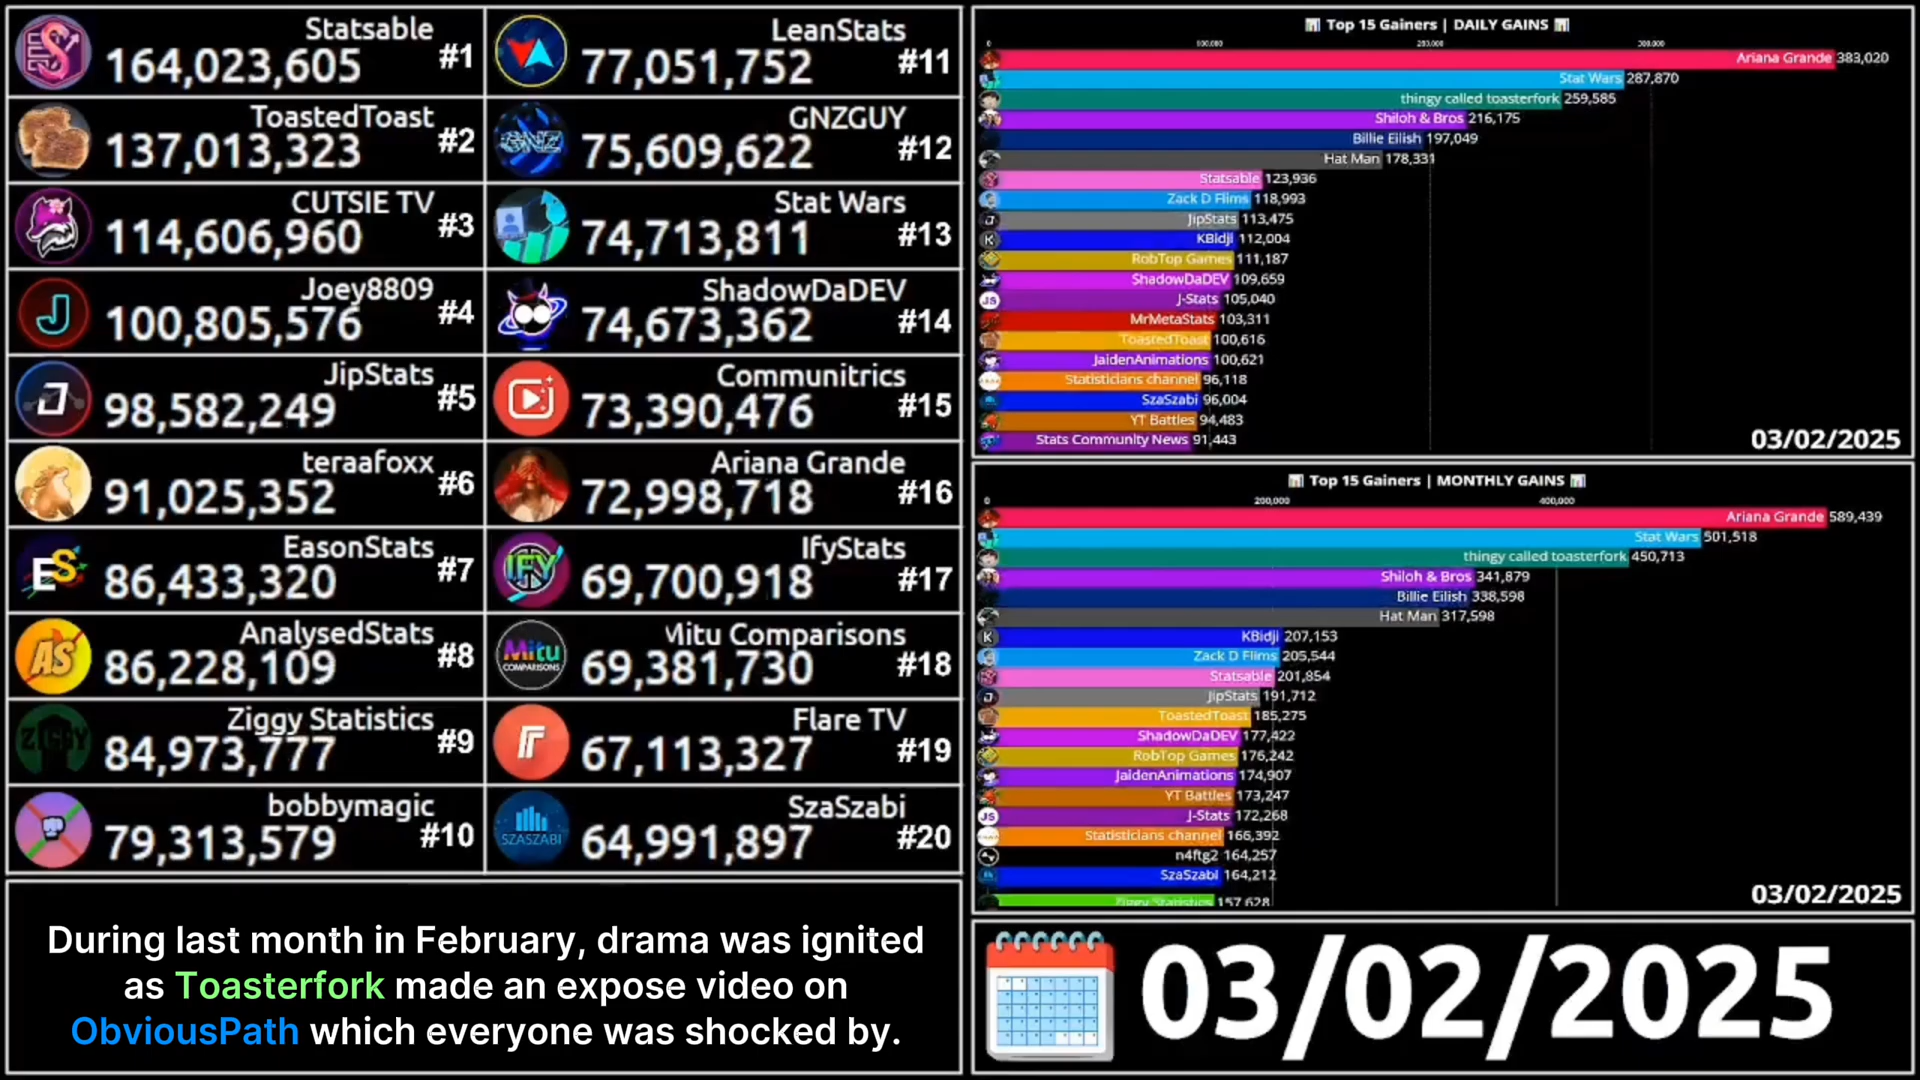 Statsable
164,023,605
#1
ToastedToast
137,013,323
#2
CUTSIE TV
114,606,960
#3
Joey8809
100,805,576
#4
JipStats
98,582,249
#5
teraafoxx
91,025,352
#6
EasonStats
86,433,320
#7
AnalysedStats
86,228,109
#8
Ziggy Statistics
84,973,777
#9
bobbymagic
79,313,579
#10
LeanStats
77,051,752
#11
GNZGUY
75,609,622
#12
Stat Wars
74,713,811
#13
ShadowDaDEV
74,673,362
#14
Communitrics
73,390,476
#15
Ariana Grande
72,998,718
#16
IfyStats
69,700,918
#17
Mitu Comparisons
69,381,730
#18
Flare TV
67,113,327
#19
SzaSzabi
64,991,897
#20
During last month in February, drama was ignited
as Toasterfork made an expose video on
ObviousPath which everyone was shocked by.
Top 15 Gainers | DAILY GAINS
0 100,000 200,000 300,000
Ariana Grande 383,020
Stat Wars 287,870
thingy called toasterfork 259,585
Shiloh & Bros 216,175
Billie Eilish 197,049
Hat Man 178,331
Statsable 123,936
Zack D Flims 118,993
JipStats 113,475
KBidji 112,004
RobTop Games 111,187
ShadowDaDEV 109,659
J-Stats 105,040
MrMetaStats 103,311
ToastedToast 100,616
JaidenAnimations 100,621
Statisticians channel 96,118
SzaSzabi 96,004
YT Battles 94,483
Stats Community News 91,443
03/02/2025
Top 15 Gainers | MONTHLY GAINS
0 200,000 400,000
Ariana Grande 589,439
Stat Wars 501,518
thingy called toasterfork 450,713
Shiloh & Bros 341,879
Billie Eilish 338,598
Hat Man 317,598
KBidji 207,153
Zack D Flims 205,544
Statsable 201,854
JipStats 191,712
ToastedToast 185,275
ShadowDaDEV 177,422
RobTop Games 176,242
JaidenAnimations 174,907
YT Battles 173,247
J-Stats 172,268
Statisticians channel 166,392
n4ftg2 164,257
SzaSzabi 164,212
Ziggy Statistics 157,628
03/02/2025
03/02/2025